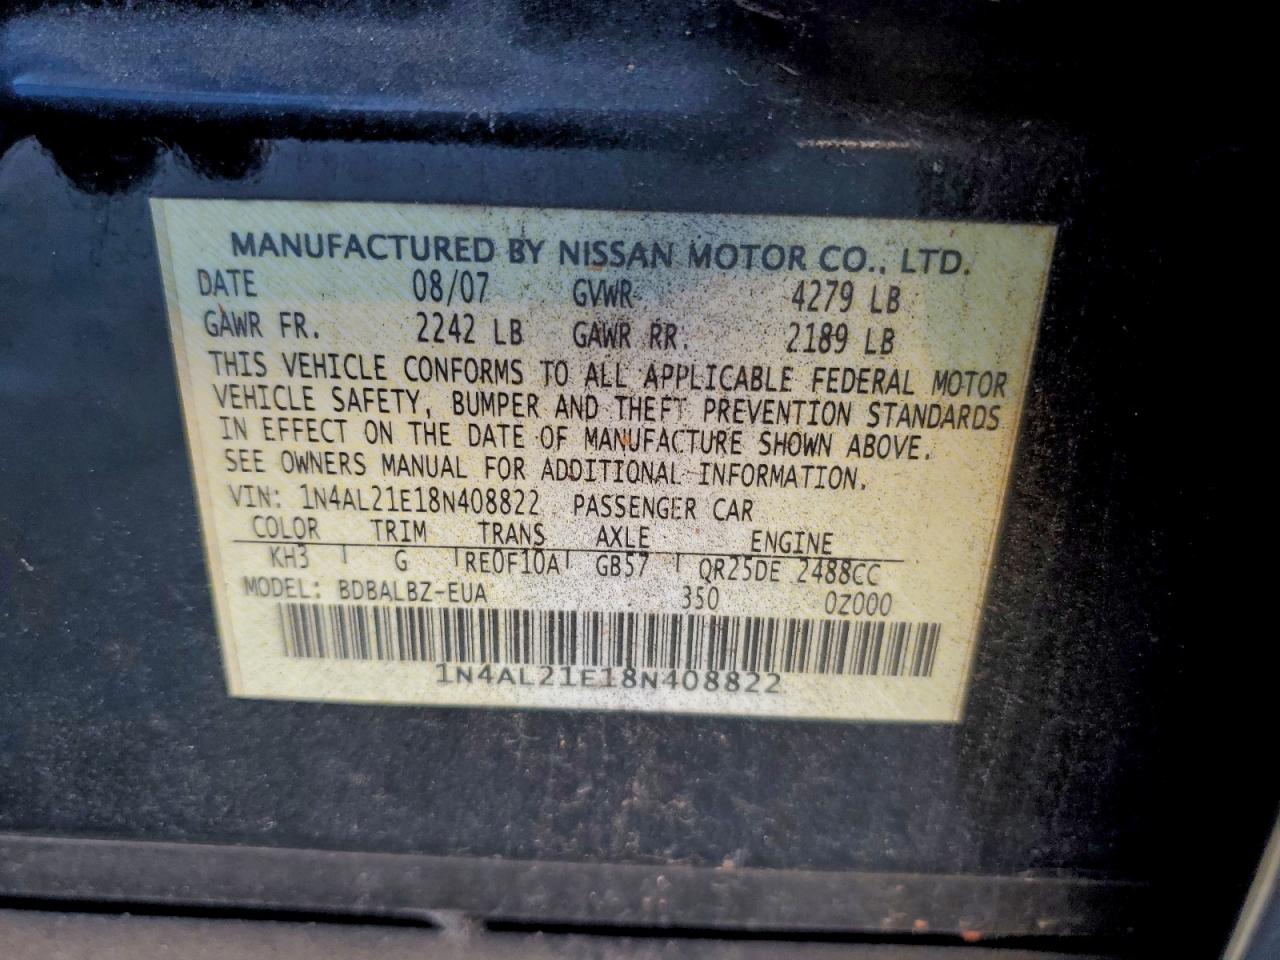 MANUFACTURED BY NISSAN MOTOR CO., LTD.
DATE 08/07 GVWR 4279 LB
GAWR FR. 2242 LB GAWR RR. 2189 LB
THIS VEHICLE CONFORMS TO ALL APPLICABLE FEDERAL MOTOR
VEHICLE SAFETY, BUMPER AND THEFT PREVENTION STANDARDS
IN EFFECT ON THE DATE OF MANUFACTURE SHOWN ABOVE.
SEE OWNERS MANUAL FOR ADDITIONAL INFORMATION.
VIN: 1N4AL21E18N408822 PASSENGER CAR
COLOR TRIM TRANS AXLE ENGINE
KH3 G RE0F10A GB57 QR25DE 2488CC
MODEL: BDBALBZ-EUA 350 0Z000
1N4AL21E18N408822